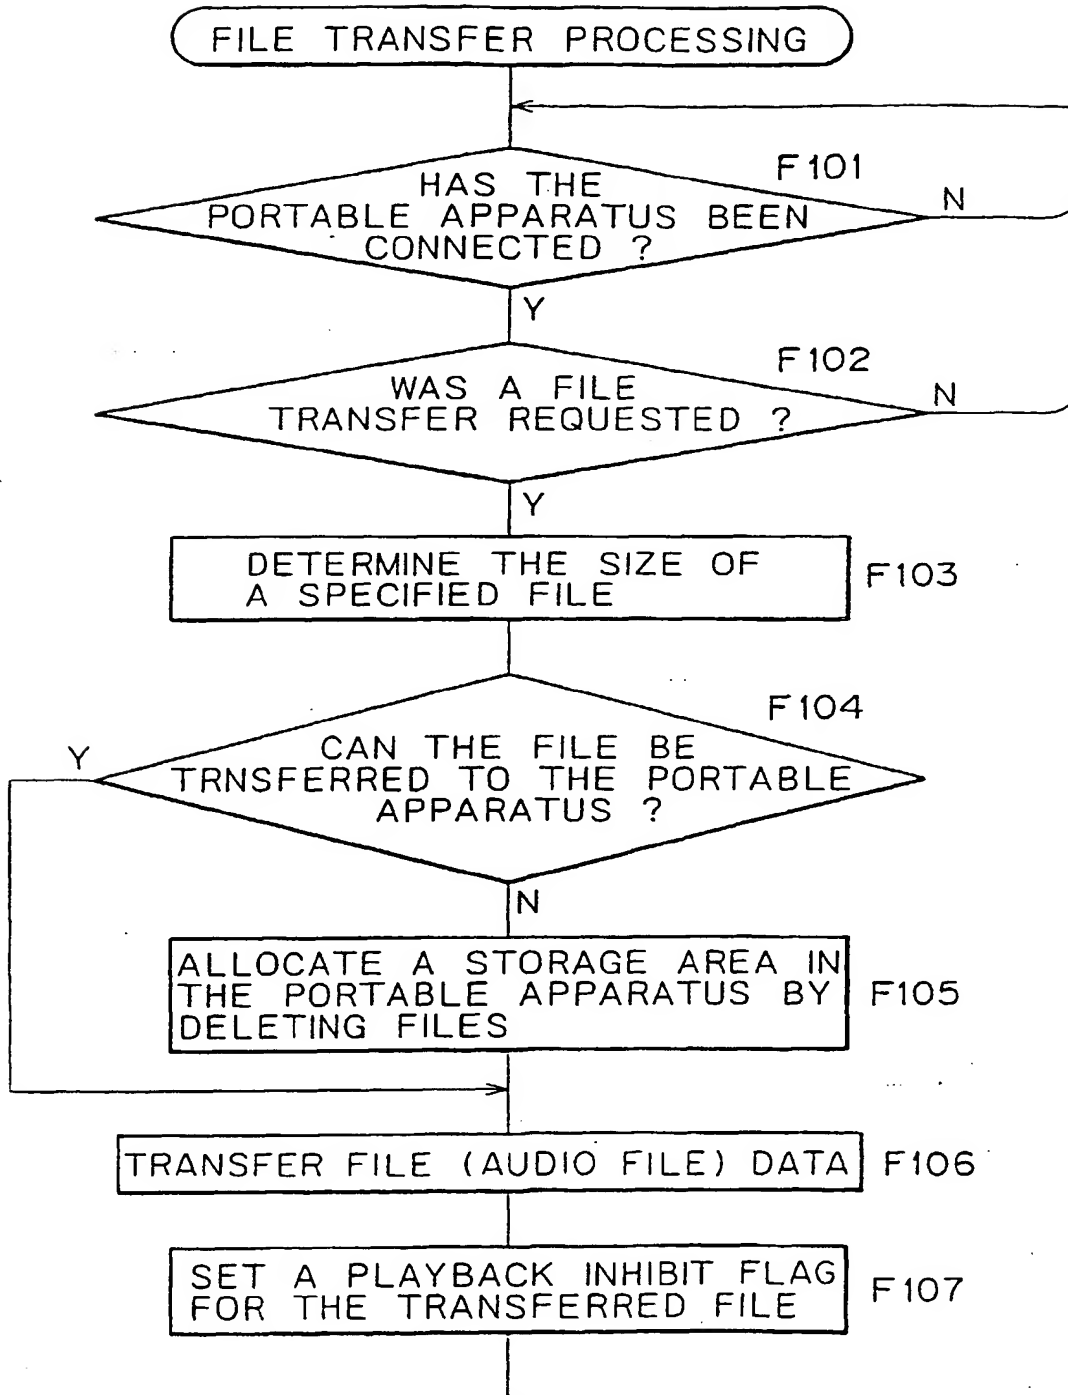 FILE TRANSFER PROCESSING
F101
HAS THE
PORTABLE APPARATUS BEEN
CONNECTED ?
N
Y
F102
WAS A FILE
TRANSFER REQUESTED ?
N
Y
DETERMINE THE SIZE OF
A SPECIFIED FILE
F103
F104
CAN THE FILE BE
TRNSFERRED TO THE PORTABLE
APPARATUS ?
Y
N
ALLOCATE A STORAGE AREA IN
THE PORTABLE APPARATUS BY
DELETING FILES
F105
TRANSFER FILE (AUDIO FILE) DATA
F106
SET A PLAYBACK INHIBIT FLAG
FOR THE TRANSFERRED FILE
F107